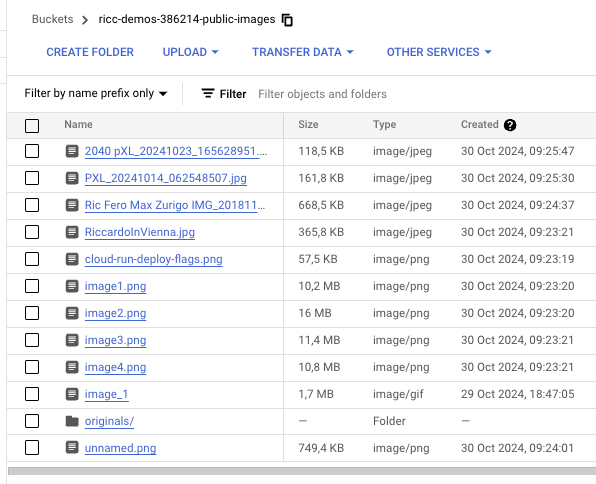 Buckets > ricc-demos-386214-public-images
CREATE FOLDER UPLOAD TRANSFER DATA OTHER SERVICES
Filter by name prefix only Filter Filter objects and folders
Name Size Type Created
2040 pXL_20241023_165628951.… 118,5 KB image/jpeg 30 Oct 2024, 09:25:47
PXL_20241014_062548507.jpg 161,8 KB image/jpeg 30 Oct 2024, 09:25:30
Ric Fero Max Zurigo IMG_201811… 668,5 KB image/jpeg 30 Oct 2024, 09:24:37
RiccardoInVienna.jpg 365,8 KB image/jpeg 30 Oct 2024, 09:23:21
cloud-run-deploy-flags.png 57,5 KB image/png 30 Oct 2024, 09:23:19
image1.png 10,2 MB image/png 30 Oct 2024, 09:23:20
image2.png 16 MB image/png 30 Oct 2024, 09:23:20
image3.png 11,4 MB image/png 30 Oct 2024, 09:23:21
image4.png 10,8 MB image/png 30 Oct 2024, 09:23:21
image_1 1,7 MB image/gif 29 Oct 2024, 18:47:05
originals/ — Folder —
unnamed.png 749,4 KB image/png 30 Oct 2024, 09:24:01